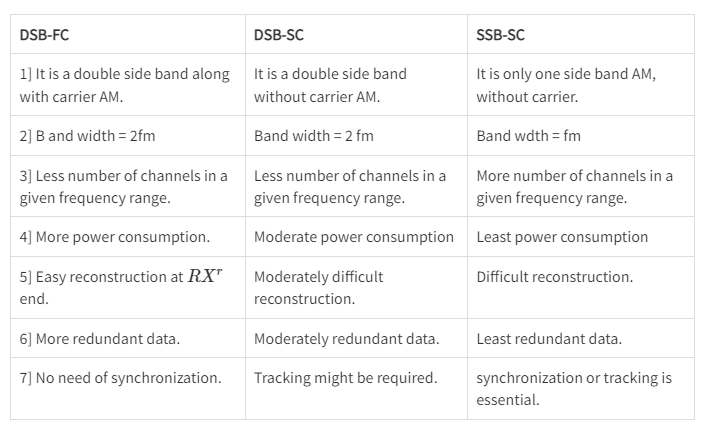 DSB-FC
DSB-SC
SSB-SC
1] It is a double side band along
with carrier AM.
It is a double side band
without carrier AM.
It is only one side band AM,
without carrier.
2] B and width = 2fm
Band width = 2 fm
Band wdth = fm
3] Less number of channels in a
given frequency range.
Less number of channels in a
given frequency range.
More number of channels in a
given frequency range.
4] More power consumption.
Moderate power consumption
Least power consumption
5] Easy reconstruction at RXʳ
end.
Moderately difficult
reconstruction.
Difficult reconstruction.
6] More redundant data.
Moderately redundant data.
Least redundant data.
7] No need of synchronization.
Tracking might be required.
synchronization or tracking is
essential.